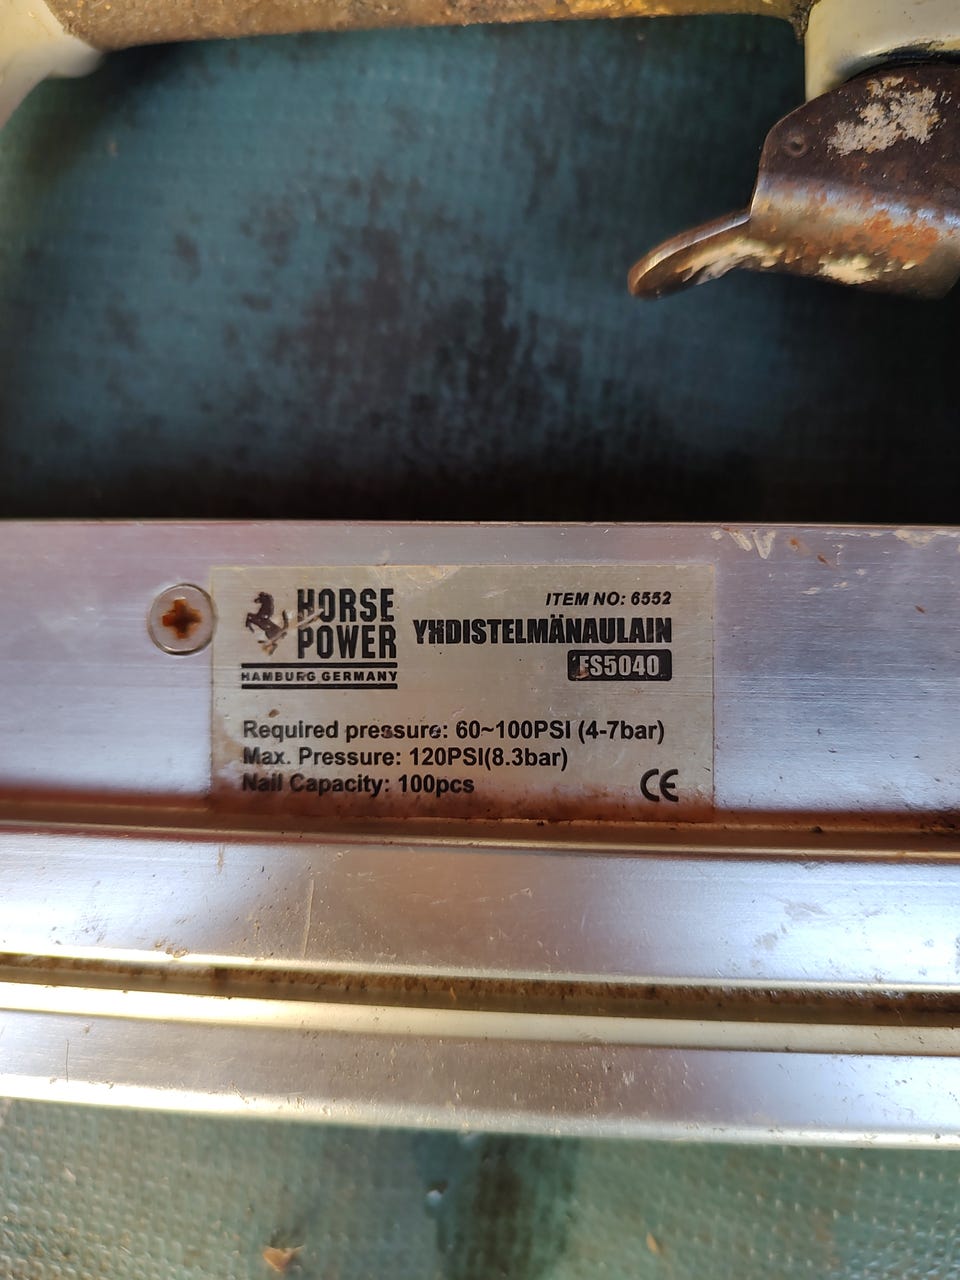 HORSE
POWER
HAMBURG GERMANY
ITEM NO: 6552
YHDISTELMÄNAULAIN
FS5040
Required pressure: 60~100PSI (4-7bar)
Max. Pressure: 120PSI(8.3bar)
Nail Capacity: 100pcs
CE